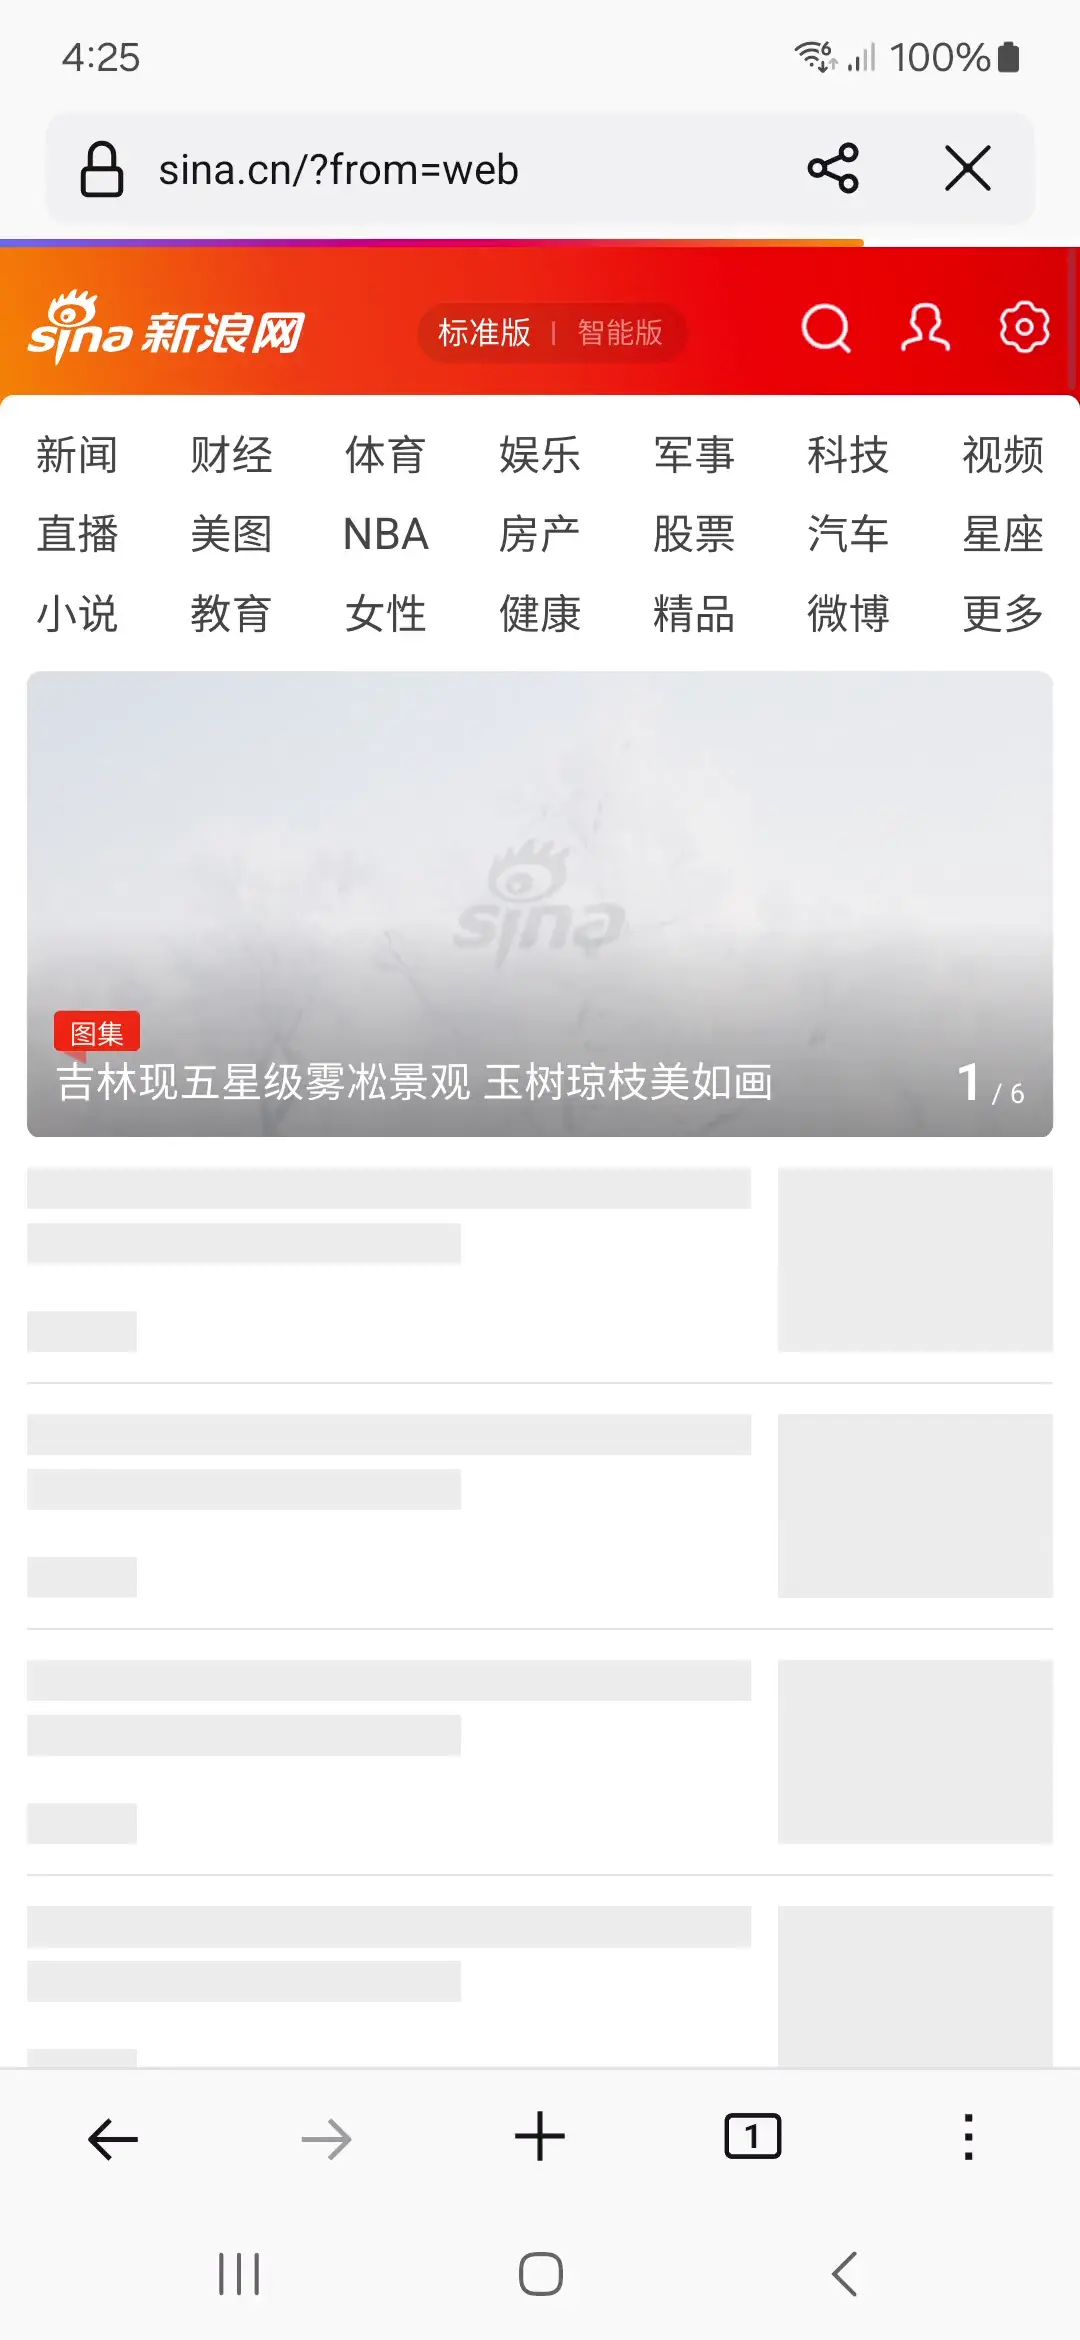 4:25
6
100%
sina.cn/?from=web
sina 新浪网
标准版 | 智能版
新闻 财经 体育 娱乐 军事 科技 视频
直播 美图 NBA 房产 股票 汽车 星座
小说 教育 女性 健康 精品 微博 更多
sina
图集
吉林现五星级雾凇景观 玉树琼枝美如画
1 / 6
1